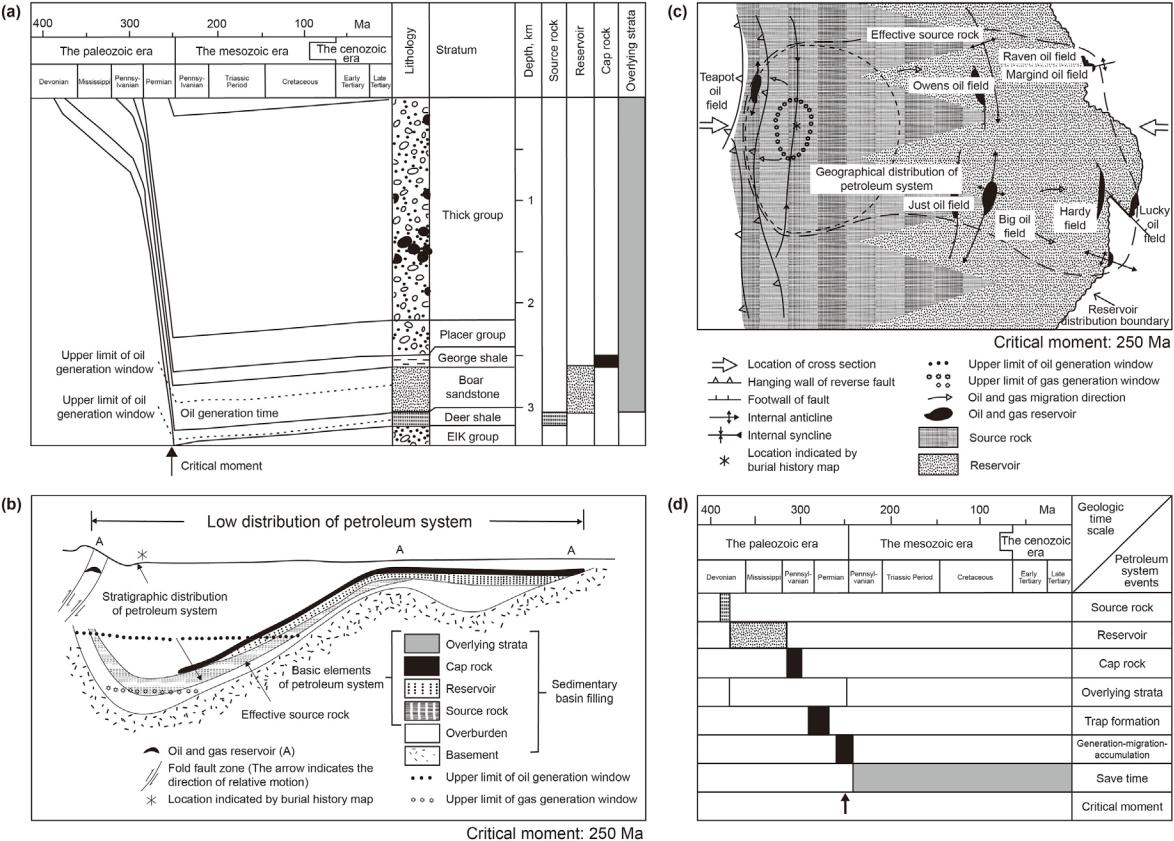 (a)
400 300 200 100 Ma
The paleozoic era
The mesozoic era
The cenozoic
era
Devonian
Mississippi
Pennys-
ivanian
Permian
Pennsy-
ivanian
Triassic
Period
Cretaceous
Early
Tertiary
Late
Tertiary
Lithology
Stratum
Depth, km
Source rock
Reservoir
Cap rock
Overlying strata
Thick group
1
2
Placer group
George shale
Boar
sandstone
3
Deer shale
EIK group
Upper limit of oil
generation window
Upper limit of oil
generation window
Oil generation time
Critical moment
(b)
Low distribution of petroleum system
A
A
A
Stratigraphic distribution
of petroleum system
Effective source rock
Basic elements
of petroleum system
Overlying strata
Cap rock
Reservoir
Source rock
Overburden
Basement
Sedimentary
basin filling
Oil and gas reservoir (A)
Fold fault zone (The arrow indicates the
direction of relative motion)
Location indicated by burial history map
Upper limit of oil generation window
Upper limit of gas generation window
Critical moment: 250 Ma
(c)
Effective source rock
Teapot
oil
field
Raven oil field
Margind oil field
Owens oil field
Geographical distribution of
petroleum system
Just oil field
Big oil
field
Hardy
field
Lucky
oil
field
Reservoir
distribution boundary
Critical moment: 250 Ma
Location of cross section
Hanging wall of reverse fault
Footwall of fault
Internal anticline
Internal syncline
Location indicated by
burial history map
Upper limit of oil generation window
Upper limit of gas generation window
Oil and gas migration direction
Oil and gas reservoir
Source rock
Reservoir
(d)
400 300 200 100 Ma
Geologic
time
scale
Petroleum
system
events
The paleozoic era
The mesozoic era
The cenozoic
era
Devonian
Mississippi
Pennsyl-
vanian
Permian
Pennsyl-
vanian
Triassic Period
Cretaceous
Early
Tertiary
Late
Tertiary
Source rock
Reservoir
Cap rock
Overlying strata
Trap formation
Generation-migration-
accumulation
Save time
Critical moment